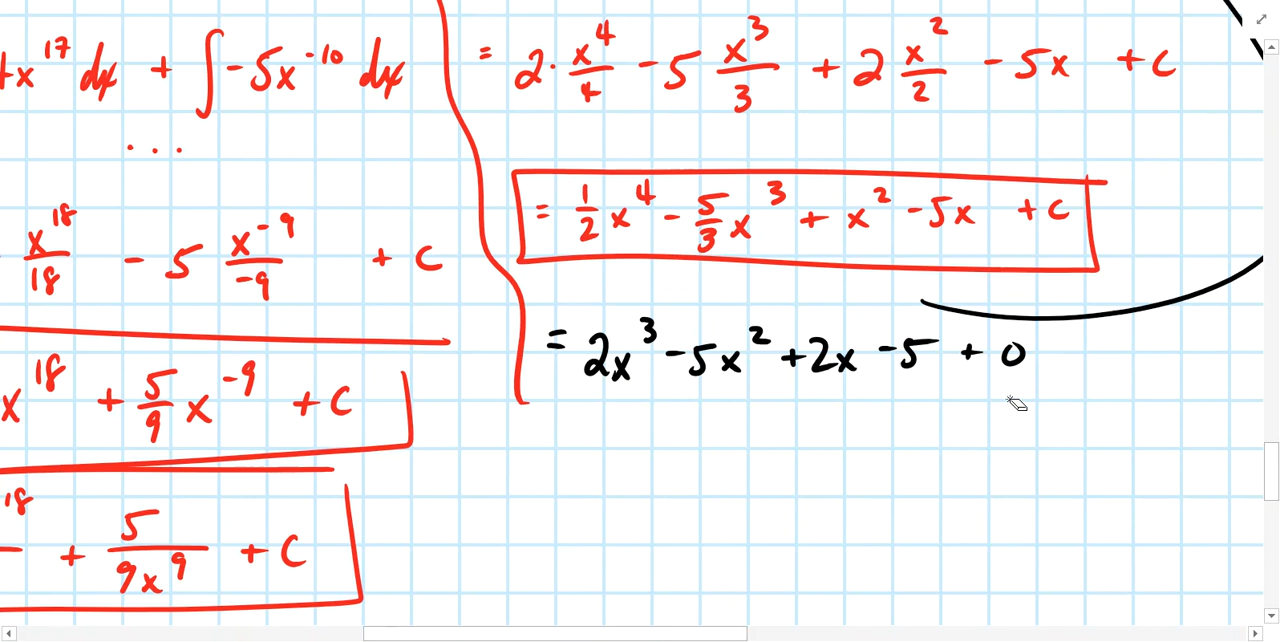 x^17 dx + ∫ -5x^-10 dx
...
x^18/18 - 5 x^-9/-9 + C
x^18 + 5/9 x^-9 + C
18 + 5/9x^9 + C
= 2· x^4/4 - 5 x^3/3 + 2 x^2/2 - 5x + C
= 1/2 x^4 - 5/3 x^3 + x^2 - 5x + C
= 2x^3 - 5x^2 + 2x - 5 + 0